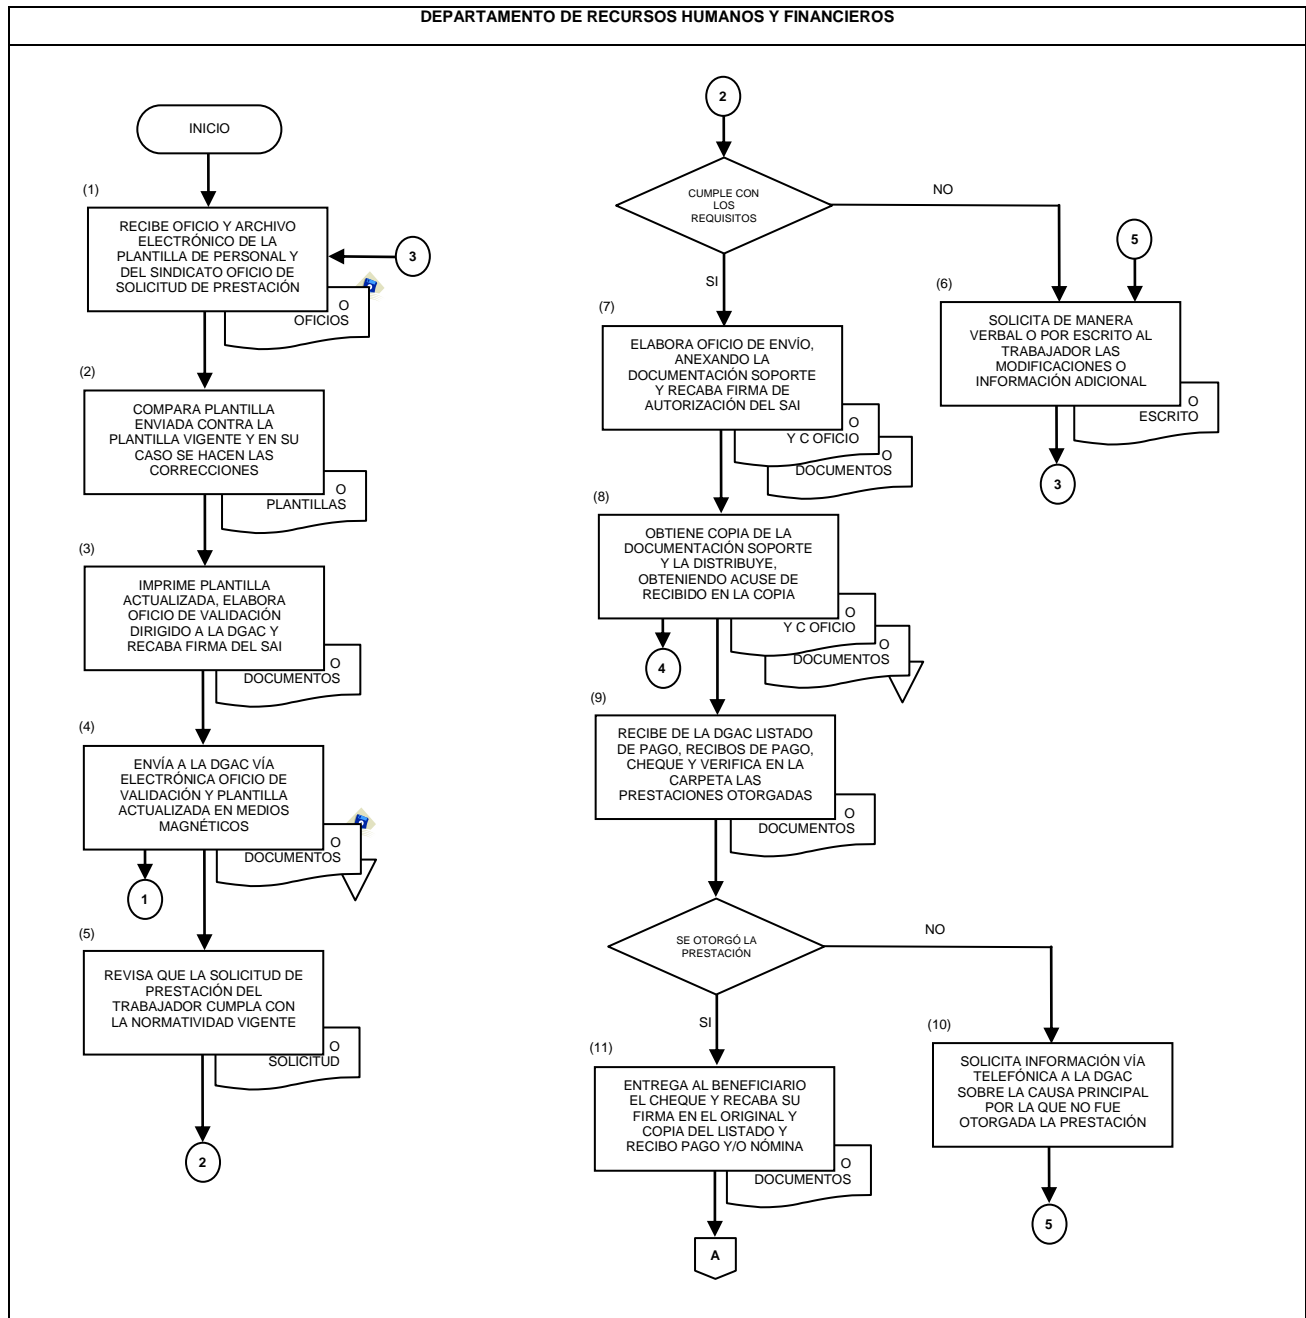 DEPARTAMENTO DE RECURSOS HUMANOS Y FINANCIEROS
INICIO
(1)
RECIBE OFICIO Y ARCHIVO
ELECTRÓNICO DE LA
PLANTILLA DE PERSONAL Y
DEL SINDICATO OFICIO DE
SOLICITUD DE PRESTACIÓN
3
O
OFICIOS
(2)
COMPARA PLANTILLA
ENVIADA CONTRA LA
PLANTILLA VIGENTE Y EN SU
CASO SE HACEN LAS
CORRECCIONES
O
PLANTILLAS
(3)
IMPRIME PLANTILLA
ACTUALIZADA, ELABORA
OFICIO DE VALIDACIÓN
DIRIGIDO A LA DGAC Y
RECABA FIRMA DEL SAI
O
DOCUMENTOS
(4)
ENVÍA A LA DGAC VÍA
ELECTRÓNICA OFICIO DE
VALIDACIÓN Y PLANTILLA
ACTUALIZADA EN MEDIOS
MAGNÉTICOS
O
DOCUMENTOS
1
(5)
REVISA QUE LA SOLICITUD DE
PRESTACIÓN DEL
TRABAJADOR CUMPLA CON
LA NORMATIVIDAD VIGENTE
O
SOLICITUD
2
2
CUMPLE CON
LOS
REQUISITOS
NO
SI
5
(6)
SOLICITA DE MANERA
VERBAL O POR ESCRITO AL
TRABAJADOR LAS
MODIFICACIONES O
INFORMACIÓN ADICIONAL
O
ESCRITO
3
(7)
ELABORA OFICIO DE ENVÍO,
ANEXANDO LA
DOCUMENTACIÓN SOPORTE
Y RECABA FIRMA DE
AUTORIZACIÓN DEL SAI
O
Y C OFICIO
O
DOCUMENTOS
(8)
OBTIENE COPIA DE LA
DOCUMENTACIÓN SOPORTE
Y LA DISTRIBUYE,
OBTENIENDO ACUSE DE
RECIBIDO EN LA COPIA
O
Y C OFICIO
O
DOCUMENTOS
4
(9)
RECIBE DE LA DGAC LISTADO
DE PAGO, RECIBOS DE PAGO,
CHEQUE Y VERIFICA EN LA
CARPETA LAS
PRESTACIONES OTORGADAS
O
DOCUMENTOS
SE OTORGÓ LA
PRESTACIÓN
NO
SI
(10)
SOLICITA INFORMACIÓN VÍA
TELEFÓNICA A LA DGAC
SOBRE LA CAUSA PRINCIPAL
POR LA QUE NO FUE
OTORGADA LA PRESTACIÓN
5
(11)
ENTREGA AL BENEFICIARIO
EL CHEQUE Y RECABA SU
FIRMA EN EL ORIGINAL Y
COPIA DEL LISTADO Y
RECIBO PAGO Y/O NÓMINA
O
DOCUMENTOS
A